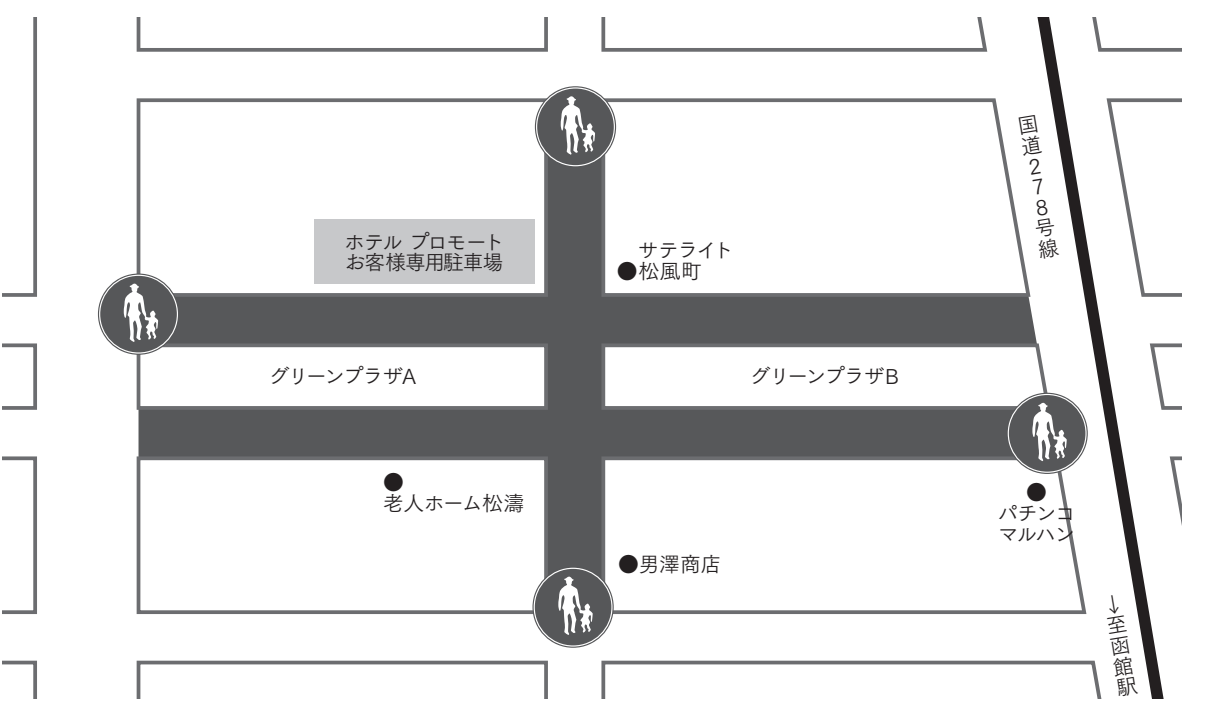 国道278号線
ホテル プロモート
お客様専用駐車場
サテライト
松風町
グリーンプラザA
グリーンプラザB
老人ホーム松濤
パチンコ
マルハン
男澤商店
←至函館駅